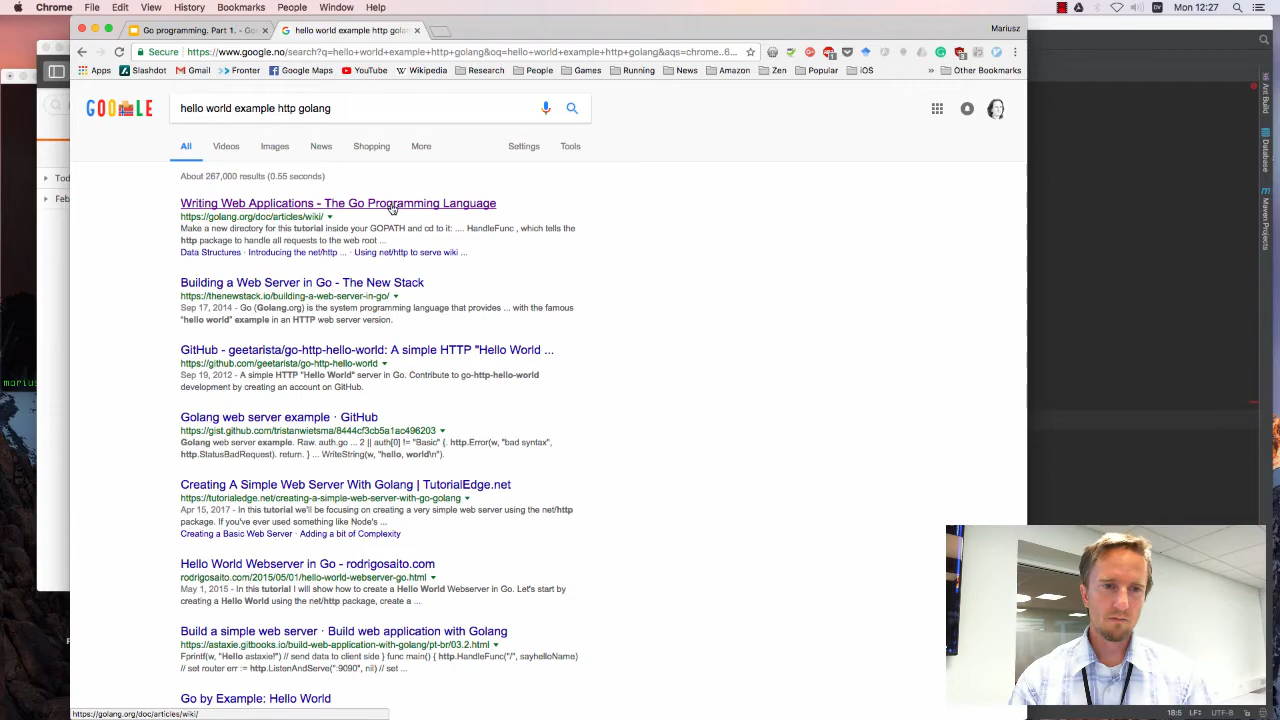 Chrome File Edit View History Bookmarks People Window Help
Mon 12:27
Go programming. Part 1. - Go
hello world example http golan
Mariusz
Secure https://www.google.no/search?q=hello+world+example+http+golang&oq=hello+world+example+http+golang&aqs=chrome..6...
Apps Slashdot Gmail Fronter Google Maps YouTube Wikipedia Research People Games Running News Amazon Zen Popular iOS » Other Bookmarks
GOOGLE
hello world example http golang
All Videos Images News Shopping More Settings Tools
About 267,000 results (0.55 seconds)
Writing Web Applications - The Go Programming Language
https://golang.org/doc/articles/wiki/
Make a new directory for this tutorial inside your GOPATH and cd to it: .... HandleFunc , which tells the
http package to handle all requests to the web root ...
Data Structures · Introducing the net/http ... · Using net/http to serve wiki ...
Building a Web Server in Go - The New Stack
https://thenewstack.io/building-a-web-server-in-go/
Sep 17, 2014 - Go (Golang.org) is the system programming language that provides ... with the famous
"hello world" example in an HTTP web server version.
GitHub - geetarista/go-http-hello-world: A simple HTTP "Hello World ...
https://github.com/geetarista/go-http-hello-world
Sep 19, 2012 - A simple HTTP "Hello World" server in Go. Contribute to go-http-hello-world
development by creating an account on GitHub.
Golang web server example · GitHub
https://gist.github.com/tristanwietsma/8444cf3cb5a1ac496203
Golang web server example. Raw. auth.go ... 2 || auth[0] != "Basic" {. http.Error(w, "bad syntax",
http.StatusBadRequest). return. } ... WriteString(w, "hello, world\n").
Creating A Simple Web Server With Golang | TutorialEdge.net
https://tutorialedge.net/creating-a-simple-web-server-with-go-golang
Apr 15, 2017 - In this tutorial we'll be focusing on creating a very simple web server using the net/http
package. If you've ever used something like Node's ...
Creating a Basic Web Server · Adding a bit of Complexity
Hello World Webserver in Go - rodrigosaito.com
rodrigosaito.com/2015/05/01/hello-world-webserver-go.html
May 1, 2015 - In this tutorial I will show how to create a Hello World Webserver in Go. Let's start by
creating a Hello World using the net/http package, create a ...
Build a simple web server · Build web application with Golang
https://astaxie.gitbooks.io/build-web-application-with-golang/pt-br/03.2.html
Fprintf(w, "Hello astaxie!") // send data to client side } func main() { http.HandleFunc("/", sayhelloName)
// set router err := http.ListenAndServe(":9090", nil) // set ...
Go by Example: Hello World
https://golang.org/doc/articles/wiki/
Tod
Feb
marius
Ant Build
Database
Maven Projects
18:5 LF UTF-8